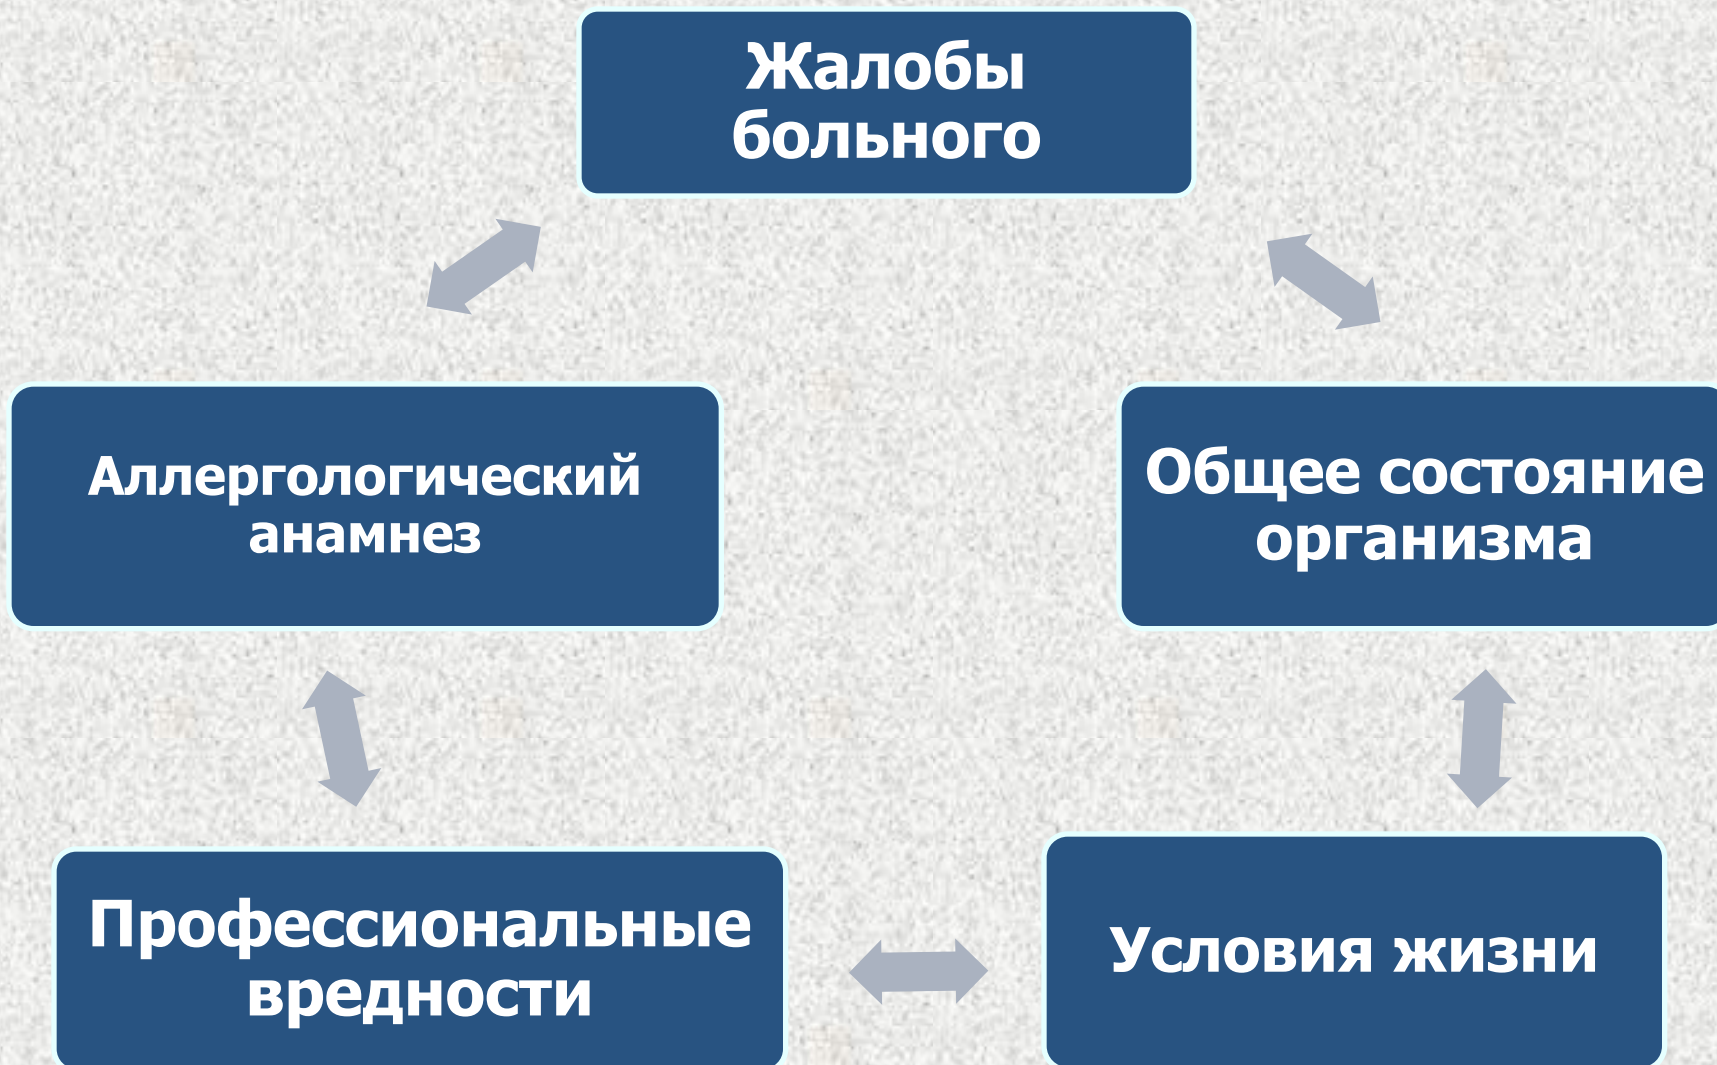 Жалобы
больного
Аллергологический
анамнез
Общее состояние
организма
Профессиональные
вредности
Условия жизни